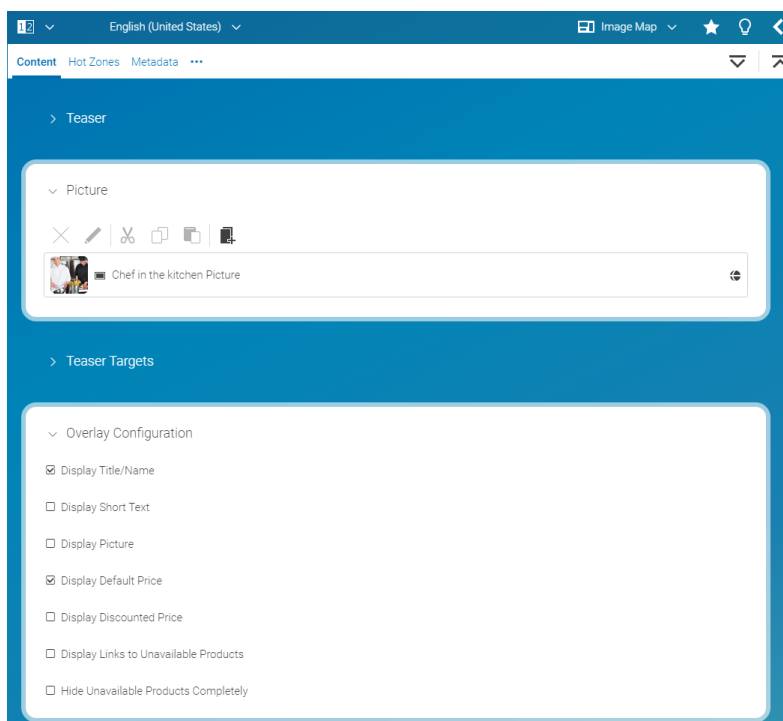 12 English (United States) Image Map
Content Hot Zones Metadata ...
Teaser
Picture
Chef in the kitchen Picture
Teaser Targets
Overlay Configuration
Display Title/Name
Display Short Text
Display Picture
Display Default Price
Display Discounted Price
Display Links to Unavailable Products
Hide Unavailable Products Completely